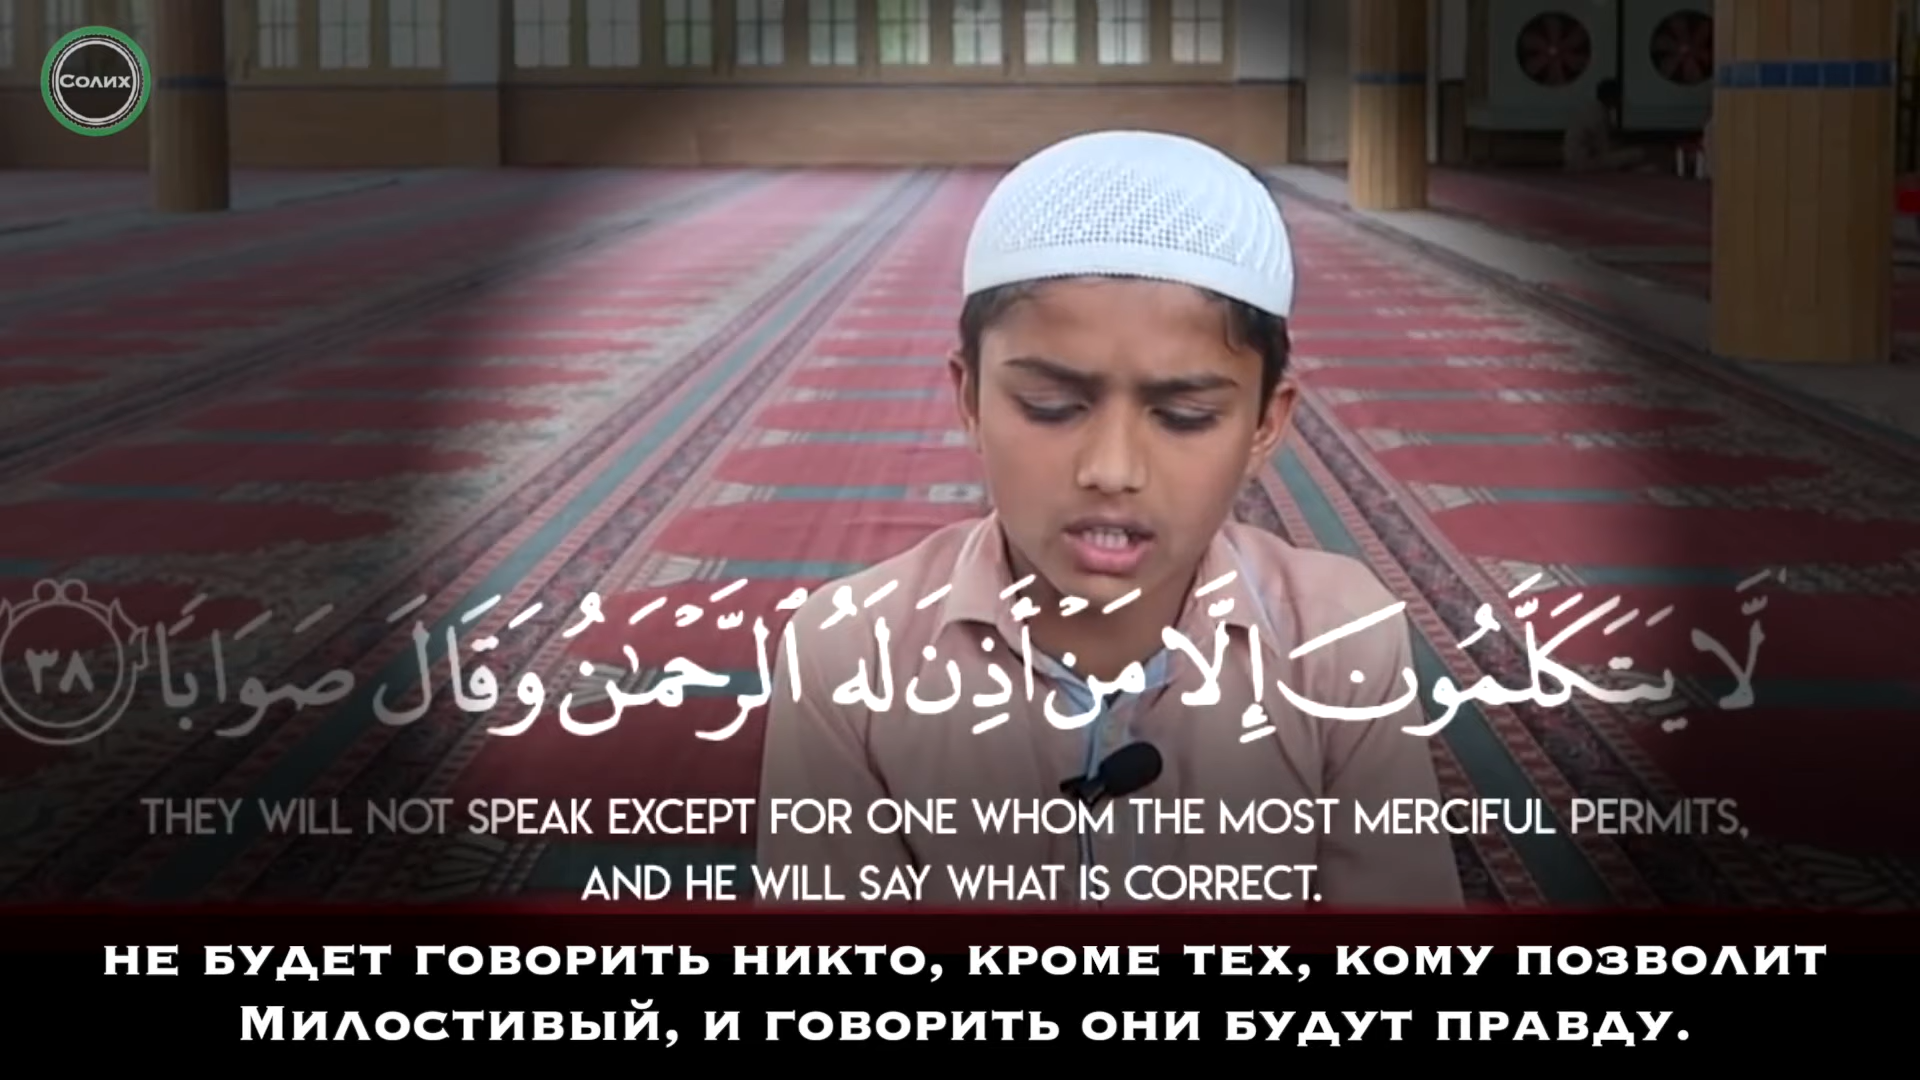 Солих
لَّا يَتَكَلَّمُونَ إِلَّا مَنْ أَذِنَ لَهُ ٱلرَّحْمَـٰنُ وَقَالَ صَوَابًا ٣٨
THEY WILL NOT SPEAK EXCEPT FOR ONE WHOM THE MOST MERCIFUL PERMITS,
AND HE WILL SAY WHAT IS CORRECT.
не будет говорить никто, кроме тех, кому позволит
Милостивый, и говорить они будут правду.